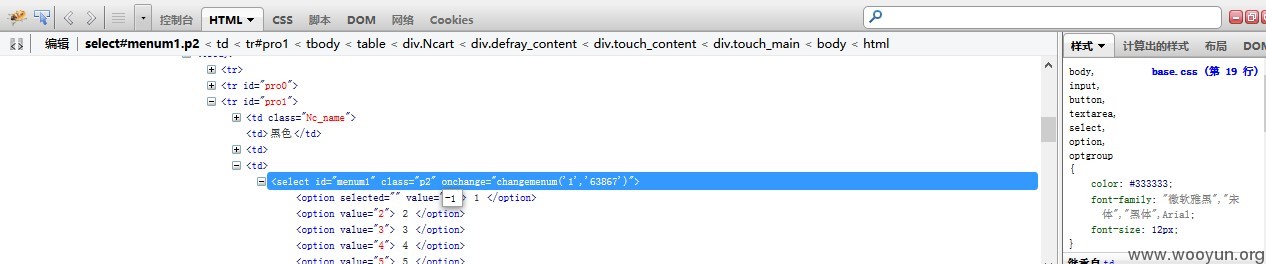 控制台 HTML CSS 脚本 DOM 网络 Cookies
编辑 select#menum1.p2 < td < tr#pro1 < tbody < table < div.Ncart < div.defray_content < div.touch_content < div.touch_main < body < html
样式 计算出的样式 布局 DOM
<tr>
<tr id="pro0">
<tr id="pro1">
<td class="Nc_name">
<td>黑色</td>
<td>
<td>
<select id="menum1" class="p2" onchange="changemenum('1','63867')">
<option selected="" value="-1 > 1 </option>
<option value="2"> 2 </option>
<option value="3"> 3 </option>
<option value="4"> 4 </option>
<option value="5"> 5 </option>
body, base.css (第 19 行)
input,
button,
textarea,
select,
option,
optgroup
{
color: #333333;
font-family: "微软雅黑","宋
体","黑体",Arial;
font-size: 12px;
}
www.wooyun.org